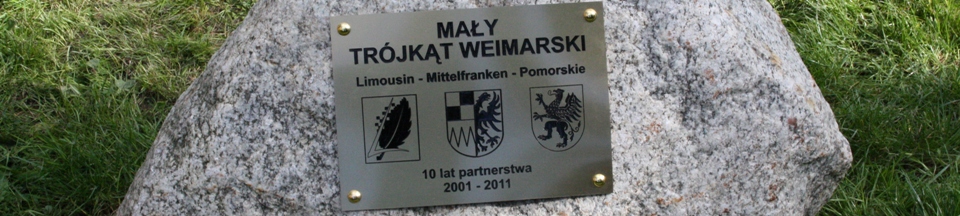 MAŁY
TRÓJKĄT WEIMARSKI
Limousin - Mittelfranken - Pomorskie
10 lat partnerstwa
2001 - 2011